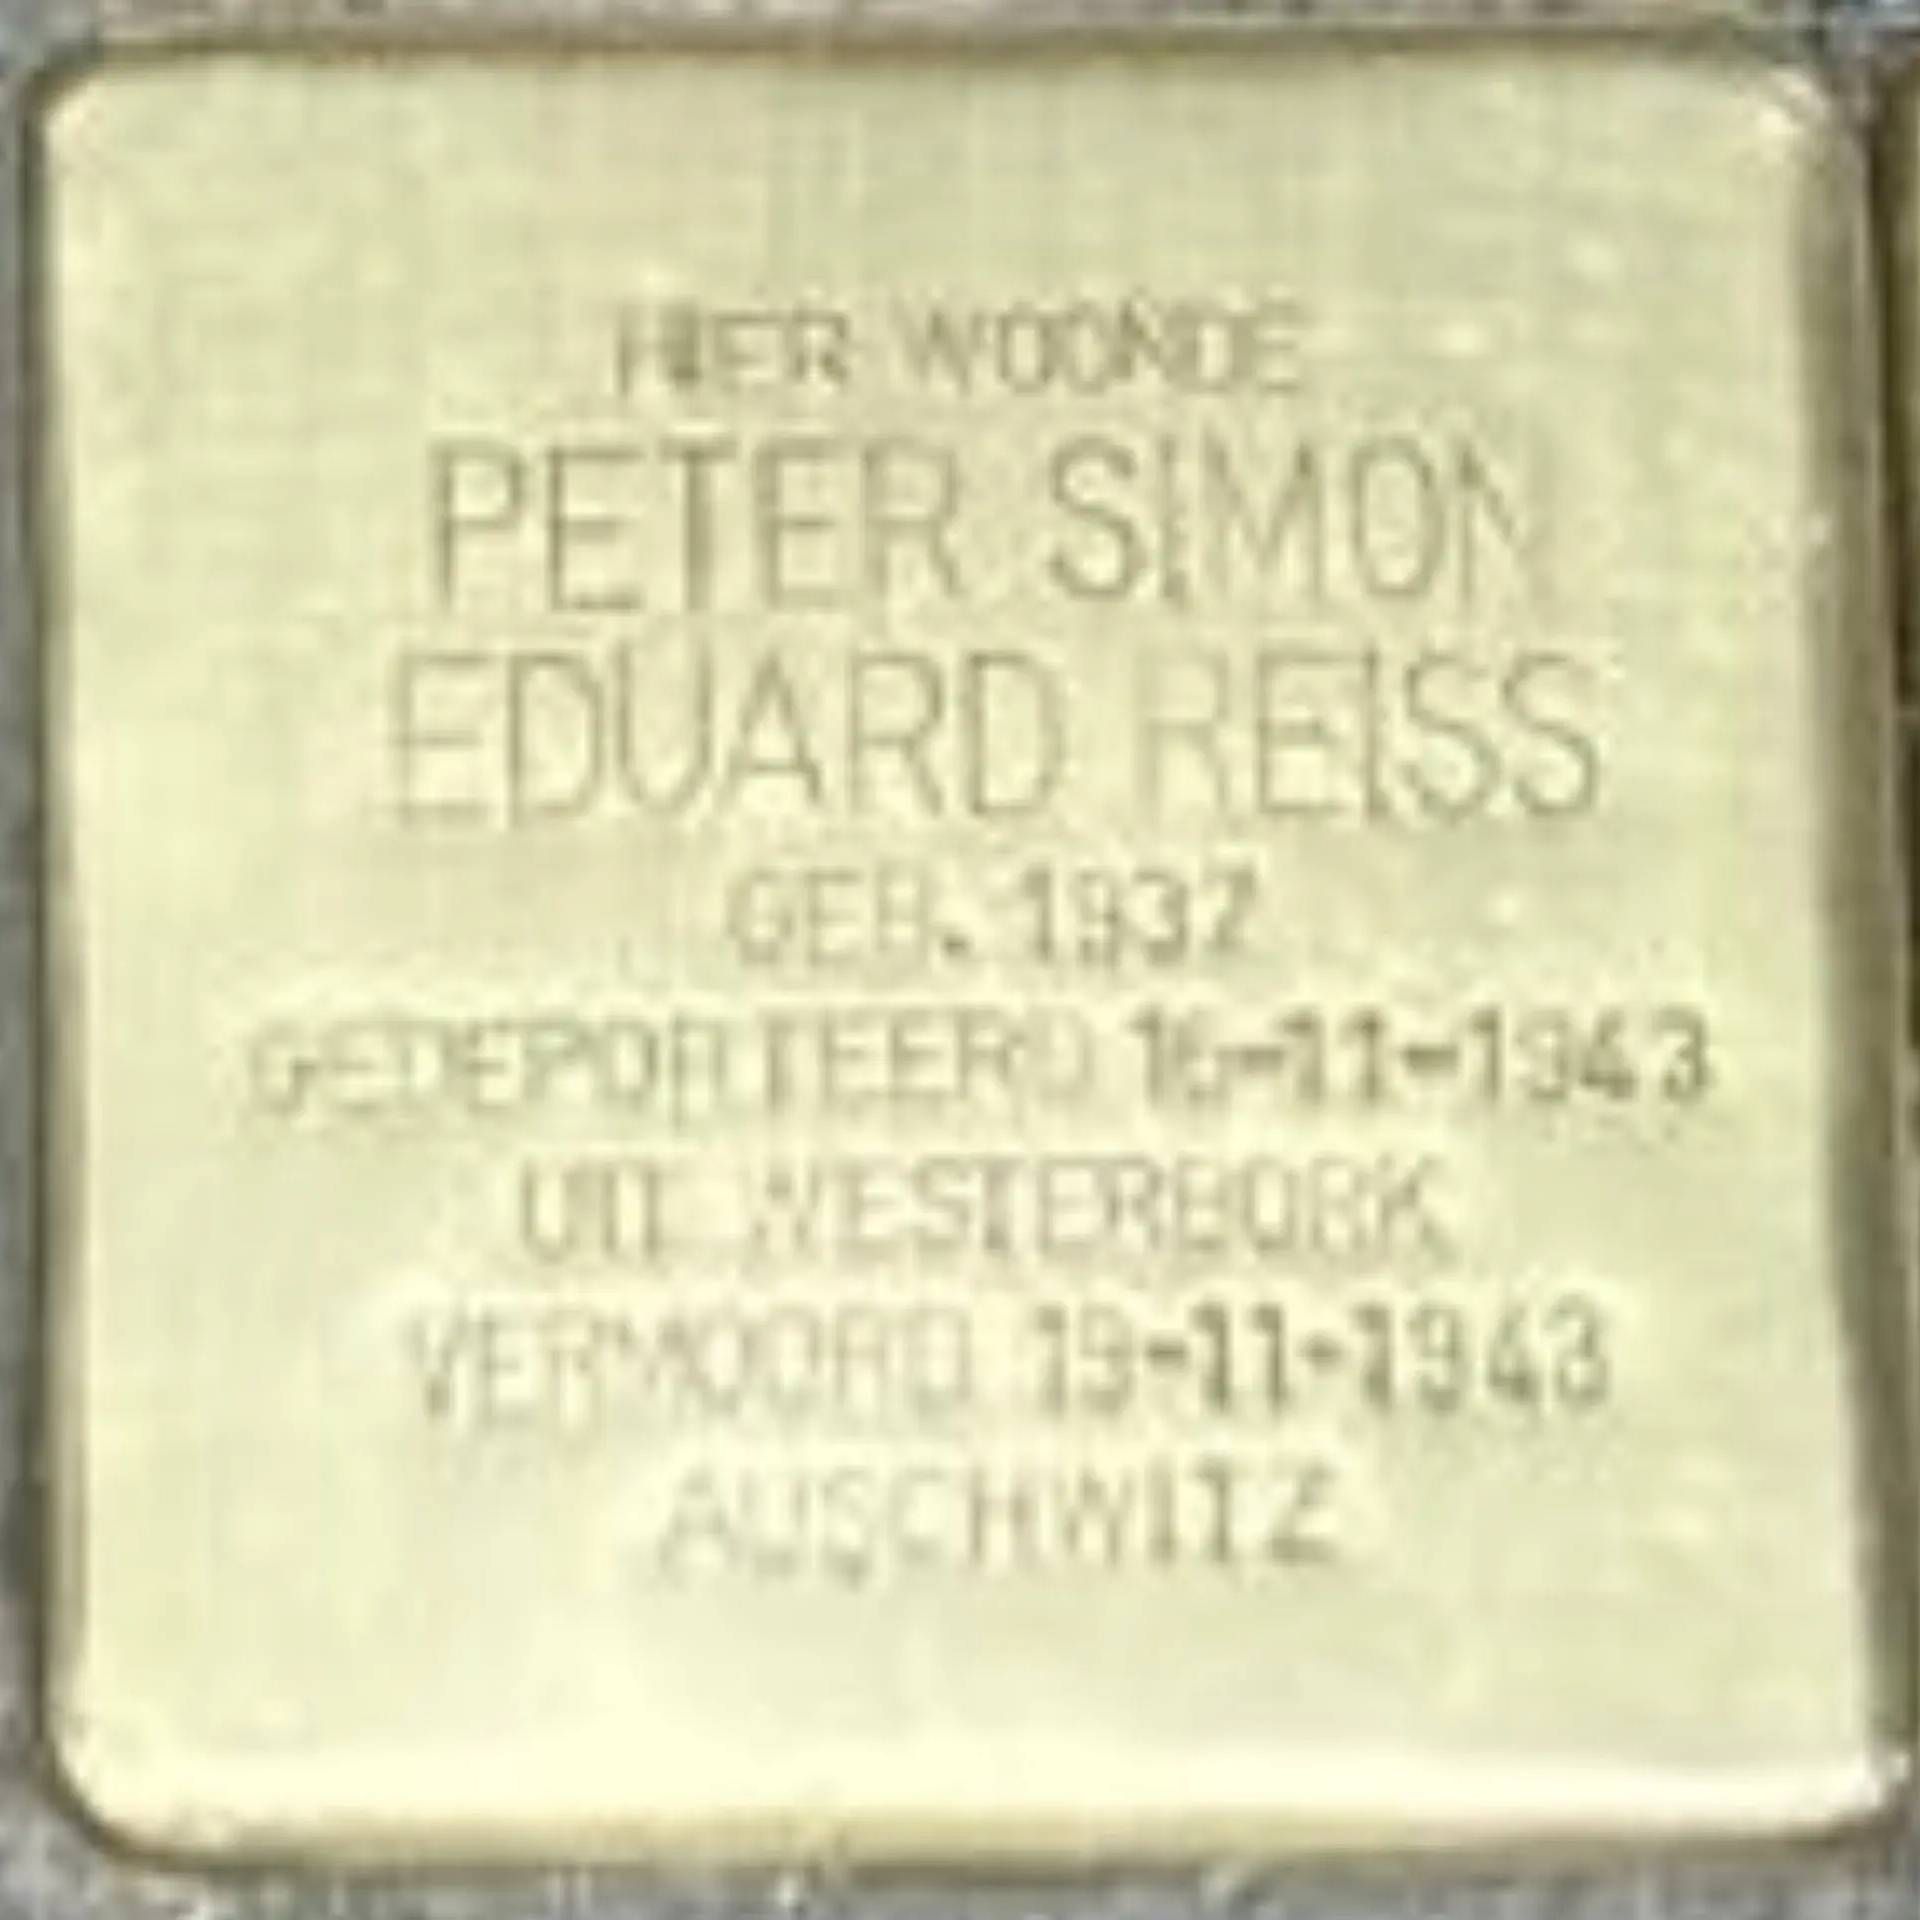 HIER WOONDE
PETER SIMON
EDUARD REISS
GEB. 1937
GEDEPORTEERD 16-11-1943
UIT WESTERBORK
VERMOORD 19-11-1943
AUSCHWITZ